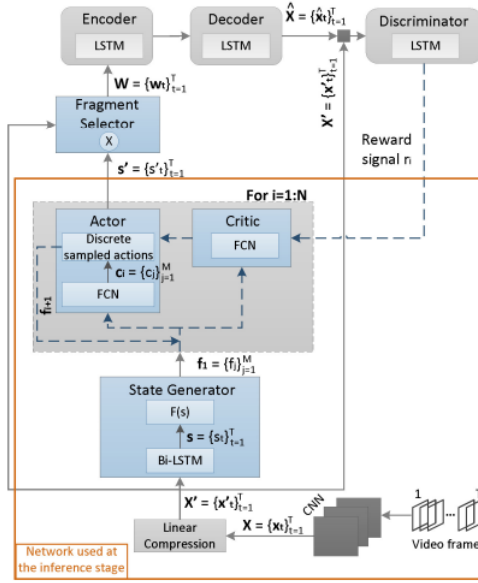 Encoder
Decoder
X̂ = {x̂t}ᵀt=1
Discriminator
LSTM
LSTM
LSTM
W = {wt}ᵀt=1
X' = {x't}ᵀt=1
Fragment
Selector
X
Reward
signal ri
s' = {s't}ᵀt=1
For i=1:N
Actor
Critic
Discrete
sampled actions
FCN
ci = {cj}ᴹj=1
FCN
fi+1
f1 = {fj}ᴹj=1
State Generator
F(s)
s = {st}ᵀt=1
Bi-LSTM
X' = {x't}ᵀt=1
CNN
1
Linear
Compression
X = {xt}ᵀt=1
...
Video frame
Network used at
the inference stage